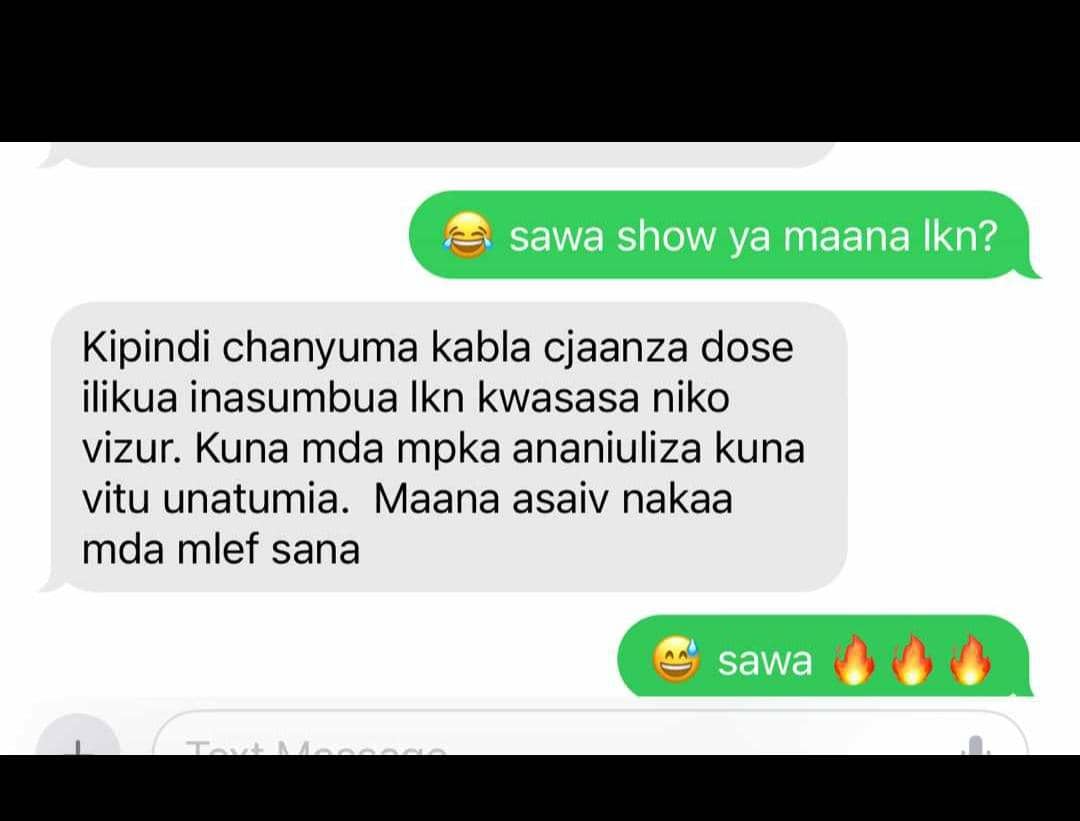 😂 sawa show ya maana lkn?
Kipindi chanyuma kabla cjaanza dose
ilikua inasumbua lkn kwasasa niko
vizur. Kuna mda mpka ananiuliza kuna
vitu unatumia.  Maana asaiv nakaa
mda mlef sana
😅 sawa 🔥🔥🔥
Text Message